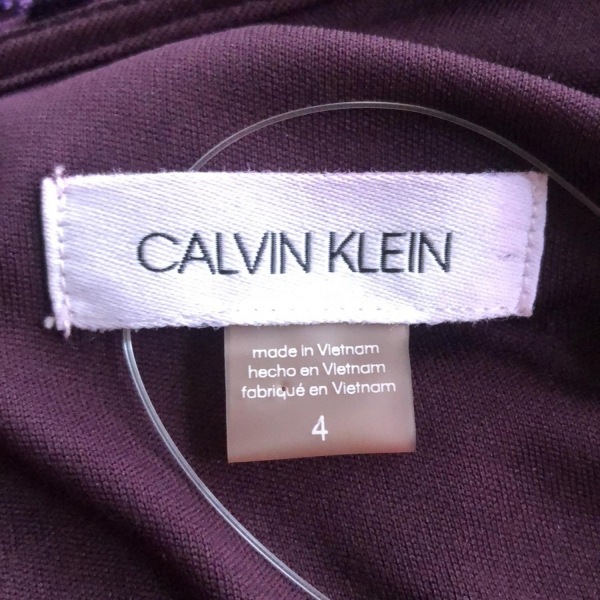 CALVIN KLEIN
made in Vietnam
hecho en Vietnam
fabriqué en Vietnam
4